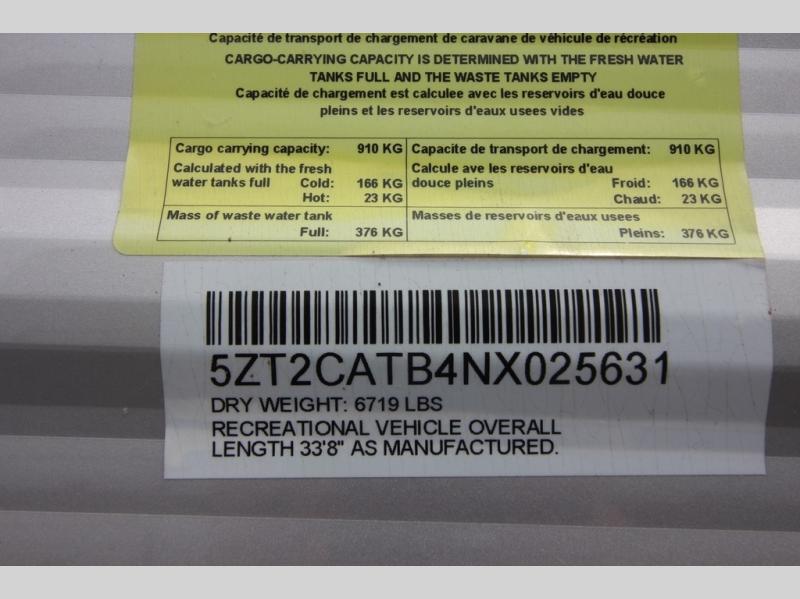 Capacité de transport de chargement de caravane de véhicule de récréation
CARGO-CARRYING CAPACITY IS DETERMINED WITH THE FRESH WATER
TANKS FULL AND THE WASTE TANKS EMPTY
Capacité de chargement est calculee avec les reservoirs d'eau douce
pleins et les reservoirs d'eaux usees vides
Cargo carrying capacity: 910 KG
Calculated with the fresh
water tanks full Cold: 166 KG
Hot: 23 KG
Mass of waste water tank
Full: 376 KG
Capacite de transport de chargement: 910 KG
Calcule ave les reservoirs d'eau
douce pleins Froid: 166 KG
Chaud: 23 KG
Masses de reservoirs d'eaux usees
Pleins: 376 KG
5ZT2CATB4NX025631
DRY WEIGHT: 6719 LBS
RECREATIONAL VEHICLE OVERALL
LENGTH 33'8" AS MANUFACTURED.